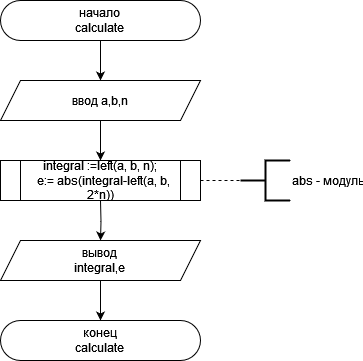 начало
calculate
ввод a,b,n
integral :=left(a, b, n);
e:= abs(integral-left(a, b,
2*n))
abs - модуль
вывод
integral,e
конец
calculate